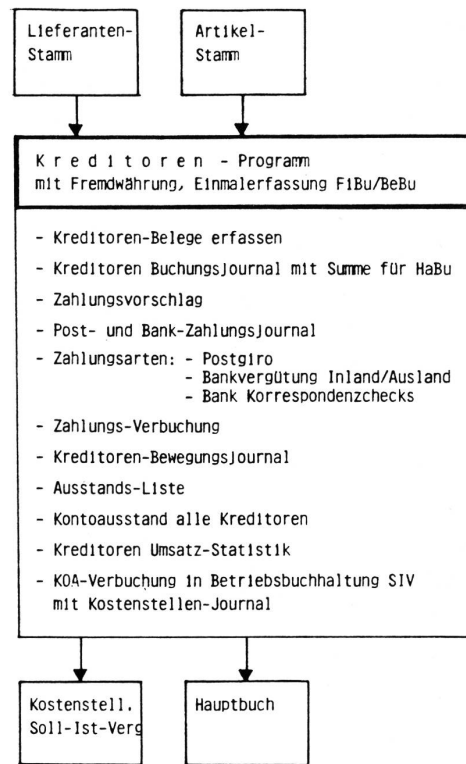 Lieferanten-
Stamm
Artikel-
Stamm
Kreditoren - Programm
mit Fremdwährung, Einmalerfassung FiBu/BeBu
- Kreditoren-Belege erfassen
- Kreditoren Buchungsjournal mit Summe für HaBu
- Zahlungsvorschlag
- Post- und Bank-Zahlungsjournal
- Zahlungsarten: - Postgiro
- Bankvergütung Inland/Ausland
- Bank Korrespondenzchecks
- Zahlungs-Verbuchung
- Kreditoren-Bewegungsjournal
- Ausstands-Liste
- Kontoausstand alle Kreditoren
- Kreditoren Umsatz-Statistik
- KOA-Verbuchung in Betriebsbuchhaltung SIV
mit Kostenstellen-Journal
Kostenstell.
Soll-Ist-Verg
Hauptbuch